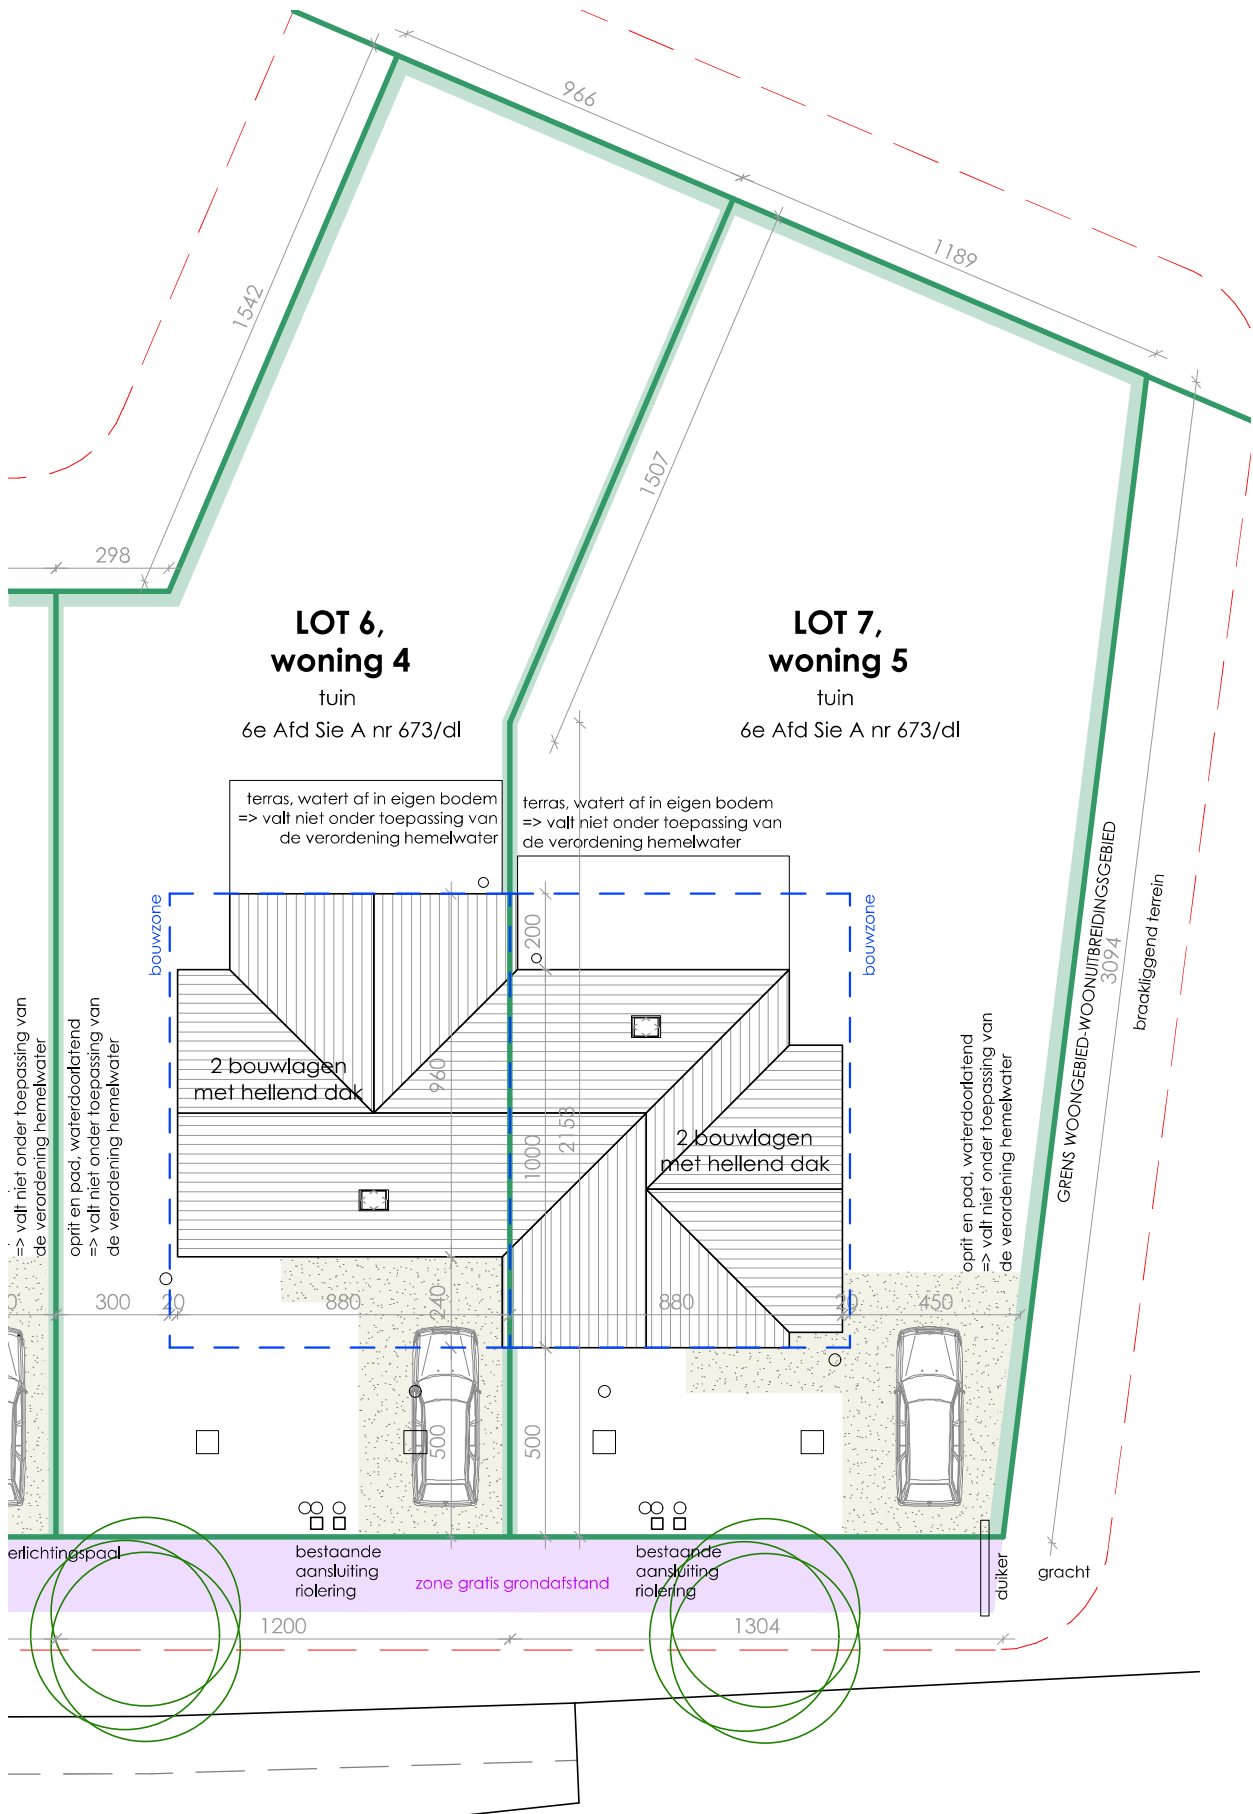 966
1189
1542
1507
298
LOT 6,
woning 4
tuin
6e Afd Sie A nr 673/dl
LOT 7,
woning 5
tuin
6e Afd Sie A nr 673/dl
terras, watert af in eigen bodem
=> valt niet onder toepassing van
de verordening hemelwater
terras, watert af in eigen bodem
=> valt niet onder toepassing van
de verordening hemelwater
bouwzone
bouwzone
200
GRENS WOONGEBIED-WOONUITBREIDINGSGEBIED
3094
braakliggend terrein
=> valt niet onder toepassing van
de verordening hemelwater
oprit en pad, waterdoorlatend
=> valt niet onder toepassing van
de verordening hemelwater
2 bouwlagen
met hellend dak
960
1000
2153
2 bouwlagen
met hellend dak
oprit en pad, waterdoorlatend
=> valt niet onder toepassing van
de verordening hemelwater
300
20
880
240
880
20
450
500
500
erlichtingspaal
bestaande
aansluiting
riolering
zone gratis grondafstand
bestaande
aansluiting
riolering
duiker
gracht
1200
1304